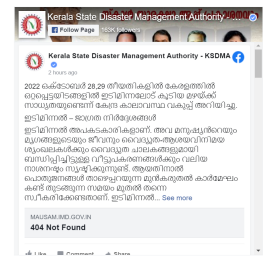 Kerala State Disaster Management Authority
Follow Page 163K followers
Kerala State Disaster Management Authority - KSDMA
2 hours ago
2022 ഒക്ടോബർ 28,29 തീയതികളിൽ കേരളത്തിൽ
ഒറ്റപ്പെട്ടയിടങ്ങളിൽ ഇടിമിന്നലോട് കൂടിയ മഴയ്ക്ക്
സാധ്യതയുണ്ടെന്ന് കേന്ദ്ര കാലാവസ്ഥ വകുപ്പ് അറിയിച്ചു.
ഇടിമിന്നൽ – ജാഗ്രത നിർദ്ദേശങ്ങൾ
ഇടിമിന്നൽ അപകടകാരികളാണ്. അവ മനുഷ്യൻറെയും
മൃഗങ്ങളുടെയും ജീവനും വൈദ്യുത-ആശയവിനിമയ
ശൃംഖലകൾക്കും വൈദ്യുത ചാലകങ്ങളുമായി
ബന്ധിപ്പിച്ചിട്ടുള്ള വീട്ടുപകരണങ്ങൾക്കും വലിയ
നാശനഷ്ടം സൃഷ്ടിക്കുന്നുണ്ട്. ആയതിനാൽ
പൊതുജനങ്ങൾ താഴെപ്പറയുന്ന മുൻകരുതൽ കാർമേഘം
കണ്ട് തുടങ്ങുന്ന സമയം മുതൽ തന്നെ
സ്വീകരിക്കേണ്ടതാണ്. ഇടിമിന്നൽ... See more
MAUSAM.IMD.GOV.IN
404 Not Found
Like Comment Share